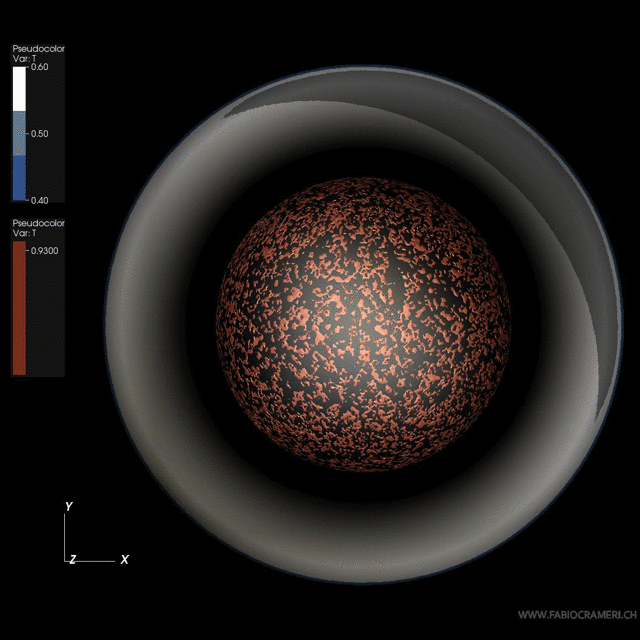 Pseudocolor
Var: T
0.60
0.50
0.40
Pseudocolor
Var: T
0.9300
Y
Z X
WWW.FABIOCRAMERI.CH